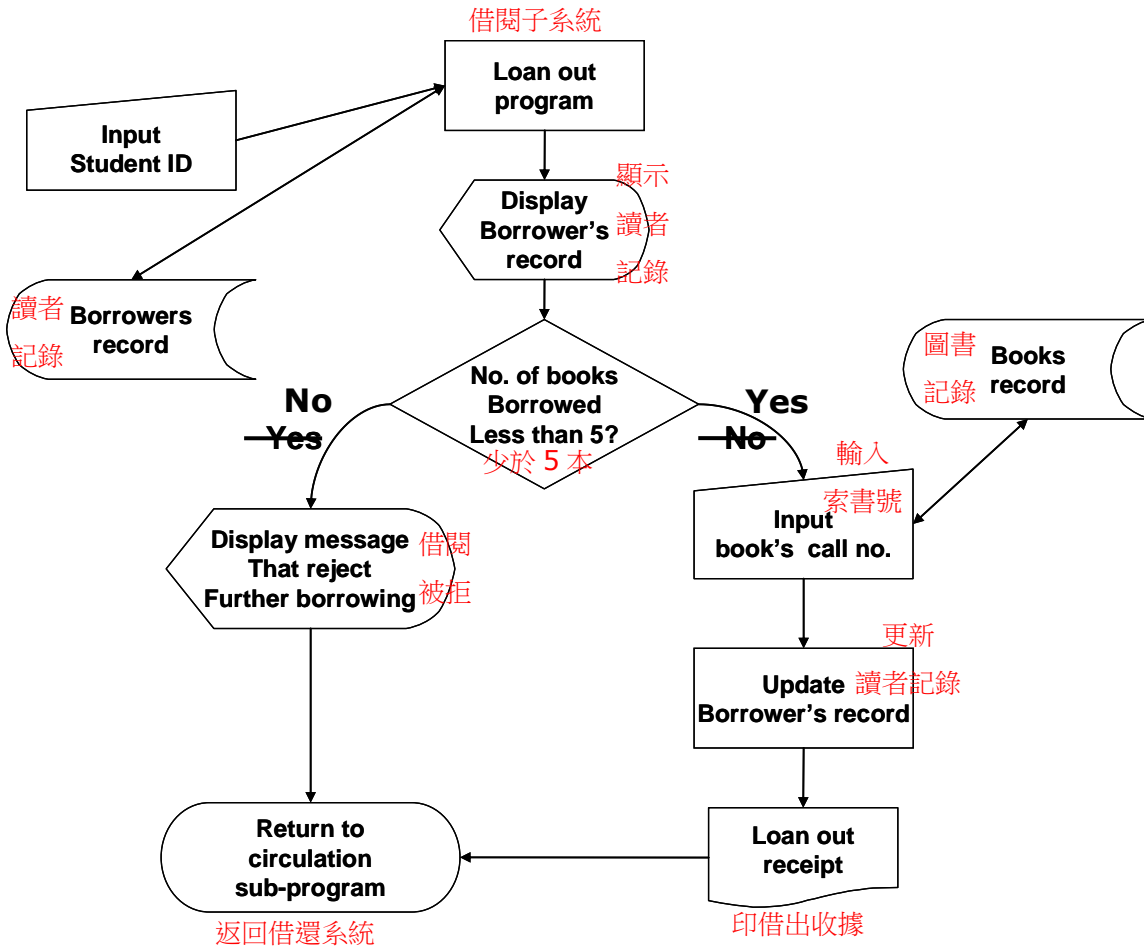 借閱子系統
Loan out
program
Input
Student ID
顯示
Display
Borrower's 讀者
record
記錄
讀者 Borrowers
記錄 record
圖書 Books
記錄 record
No. of books
Borrowed
Less than 5?
少於 5 本
No
Yes
Yes
No
輸入
索書號
Input
book's call no.
Display message 借閱
That reject
Further borrowing 被拒
更新
Update 讀者記錄
Borrower's record
Return to
circulation
sub-program
返回借還系統
Loan out
receipt
印借出收據